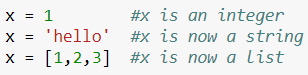 x = 1         #x is an integer
x = 'hello'   #x is now a string
x = [1,2,3]   #x is now a list